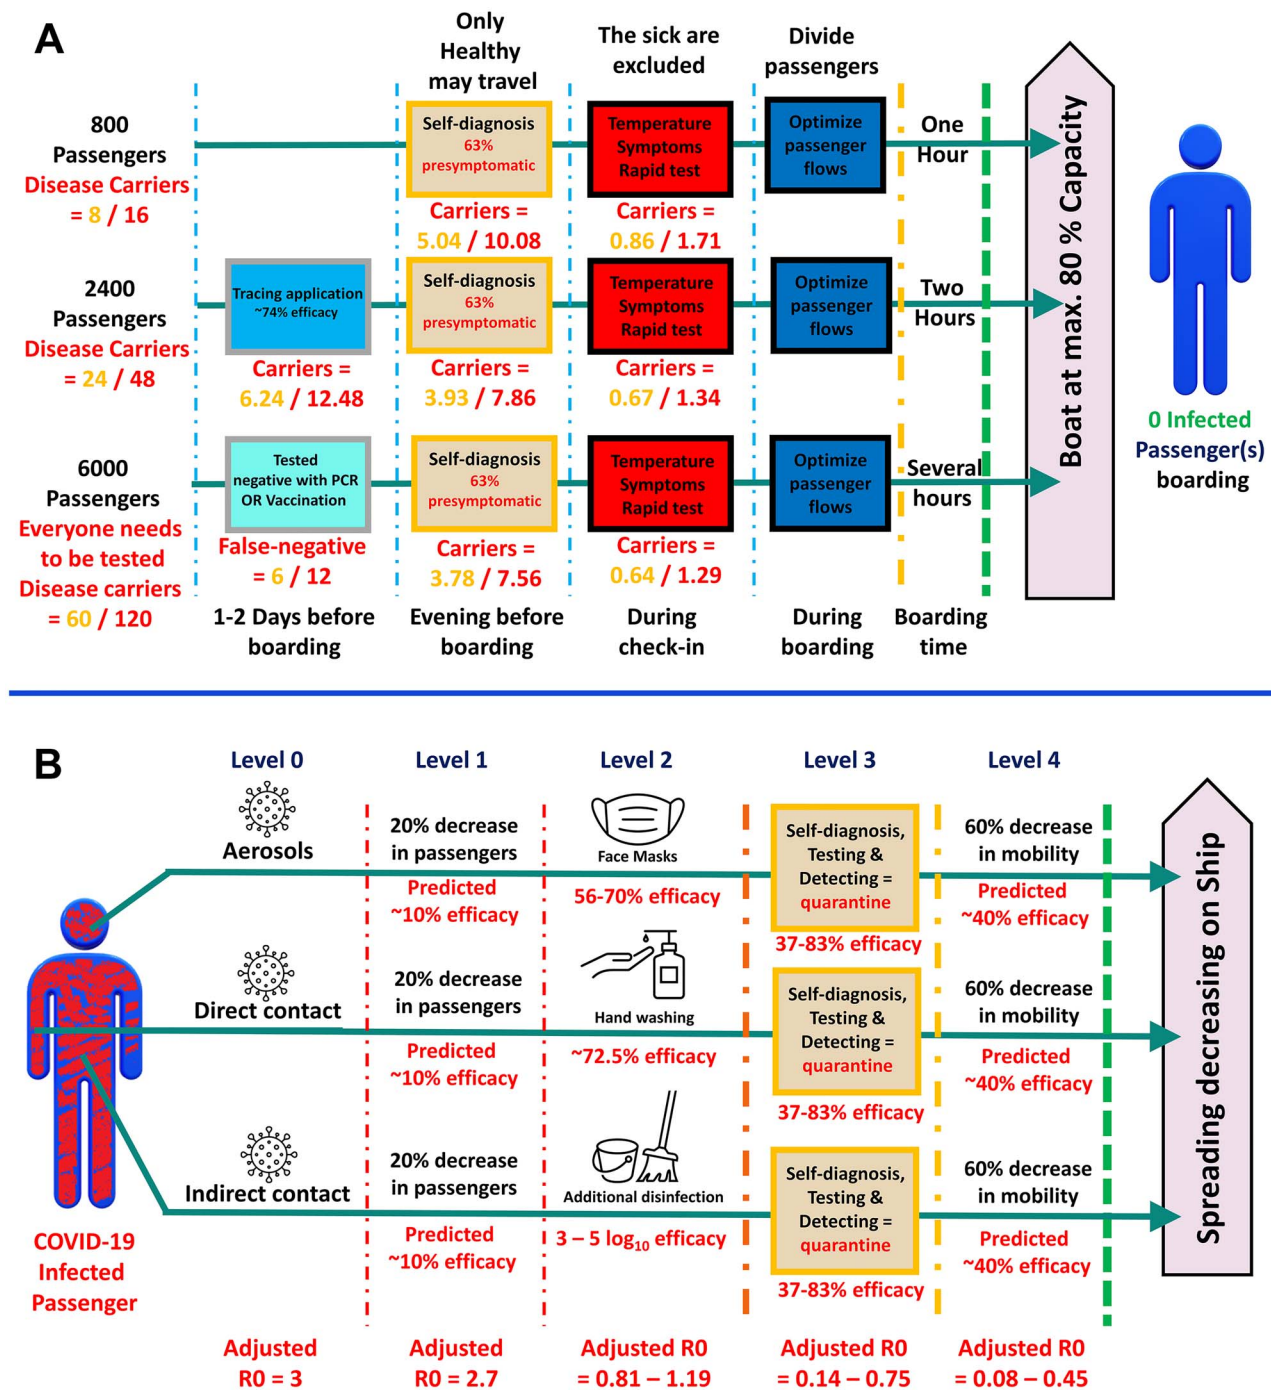 A
Only
Healthy
may travel
The sick are
excluded
Divide
passengers
800
Passengers
Disease Carriers
= 8 / 16
Self-diagnosis
63%
presymptomatic
Carriers =
5.04 / 10.08
Temperature
Symptoms
Rapid test
Carriers =
0.86 / 1.71
Optimize
passenger
flows
One
Hour
2400
Passengers
Disease Carriers
= 24 / 48
Tracing application
~74% efficacy
Carriers =
6.24 / 12.48
Self-diagnosis
63%
presymptomatic
Carriers =
3.93 / 7.86
Temperature
Symptoms
Rapid test
Carriers =
0.67 / 1.34
Optimize
passenger
flows
Two
Hours
6000
Passengers
Everyone needs
to be tested
Disease carriers
= 60 / 120
Tested
negative with PCR
OR Vaccination
False-negative
= 6 / 12
Self-diagnosis
63%
presymptomatic
Carriers =
3.78 / 7.56
Temperature
Symptoms
Rapid test
Carriers =
0.64 / 1.29
Optimize
passenger
flows
Several
hours
1-2 Days before
boarding
Evening before
boarding
During
check-in
During
boarding
Boarding
time
Boat at max. 80 % Capacity
0 Infected
Passenger(s)
boarding
B
Level 0
Level 1
Level 2
Level 3
Level 4
Aerosols
20% decrease
in passengers
Predicted
~10% efficacy
Face Masks
56-70% efficacy
Self-diagnosis,
Testing &
Detecting =
quarantine
37-83% efficacy
60% decrease
in mobility
Predicted
~40% efficacy
Direct contact
20% decrease
in passengers
Predicted
~10% efficacy
Hand washing
~72.5% efficacy
Self-diagnosis,
Testing &
Detecting =
quarantine
37-83% efficacy
60% decrease
in mobility
Predicted
~40% efficacy
Indirect contact
20% decrease
in passengers
Predicted
~10% efficacy
Additional disinfection
3 – 5 log₁₀ efficacy
Self-diagnosis,
Testing &
Detecting =
quarantine
37-83% efficacy
60% decrease
in mobility
Predicted
~40% efficacy
Spreading decreasing on Ship
COVID-19
Infected
Passenger
Adjusted
R0 = 3
Adjusted
R0 = 2.7
Adjusted R0
= 0.81 – 1.19
Adjusted R0
= 0.14 – 0.75
Adjusted R0
= 0.08 – 0.45